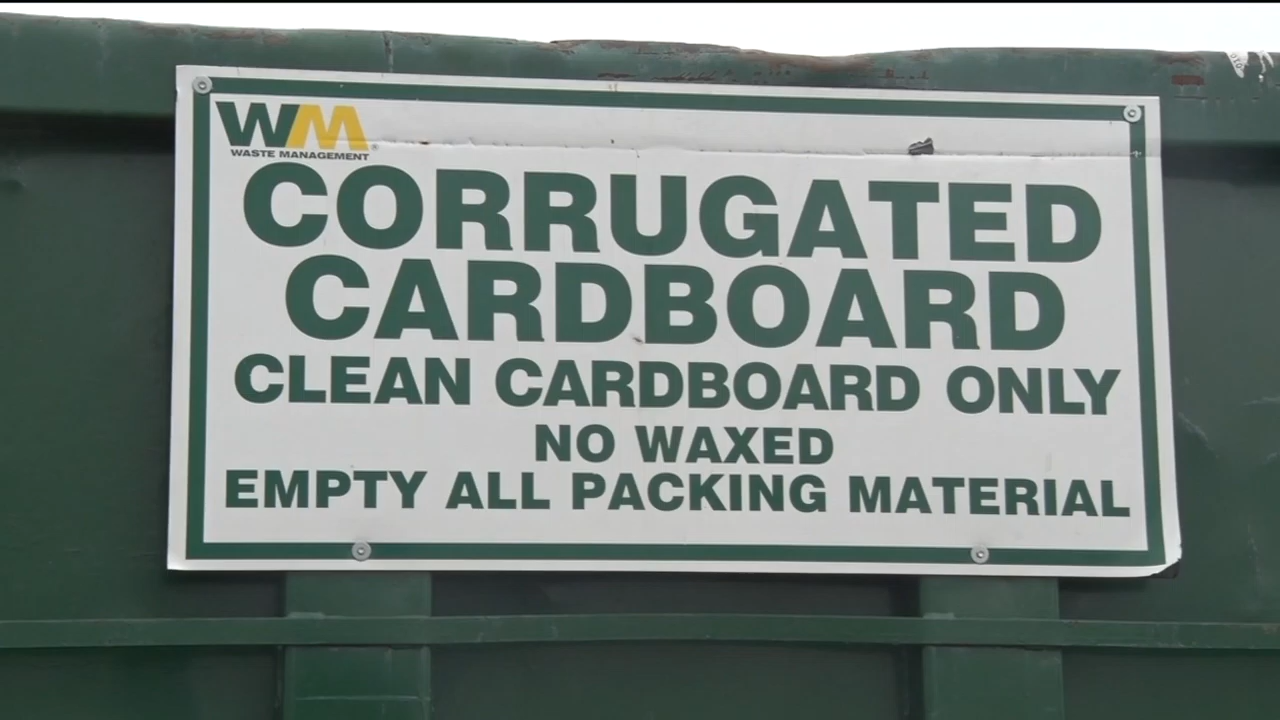 WM
WASTE MANAGEMENT
CORRUGATED
CARDBOARD
CLEAN CARDBOARD ONLY
NO WAXED
EMPTY ALL PACKING MATERIAL